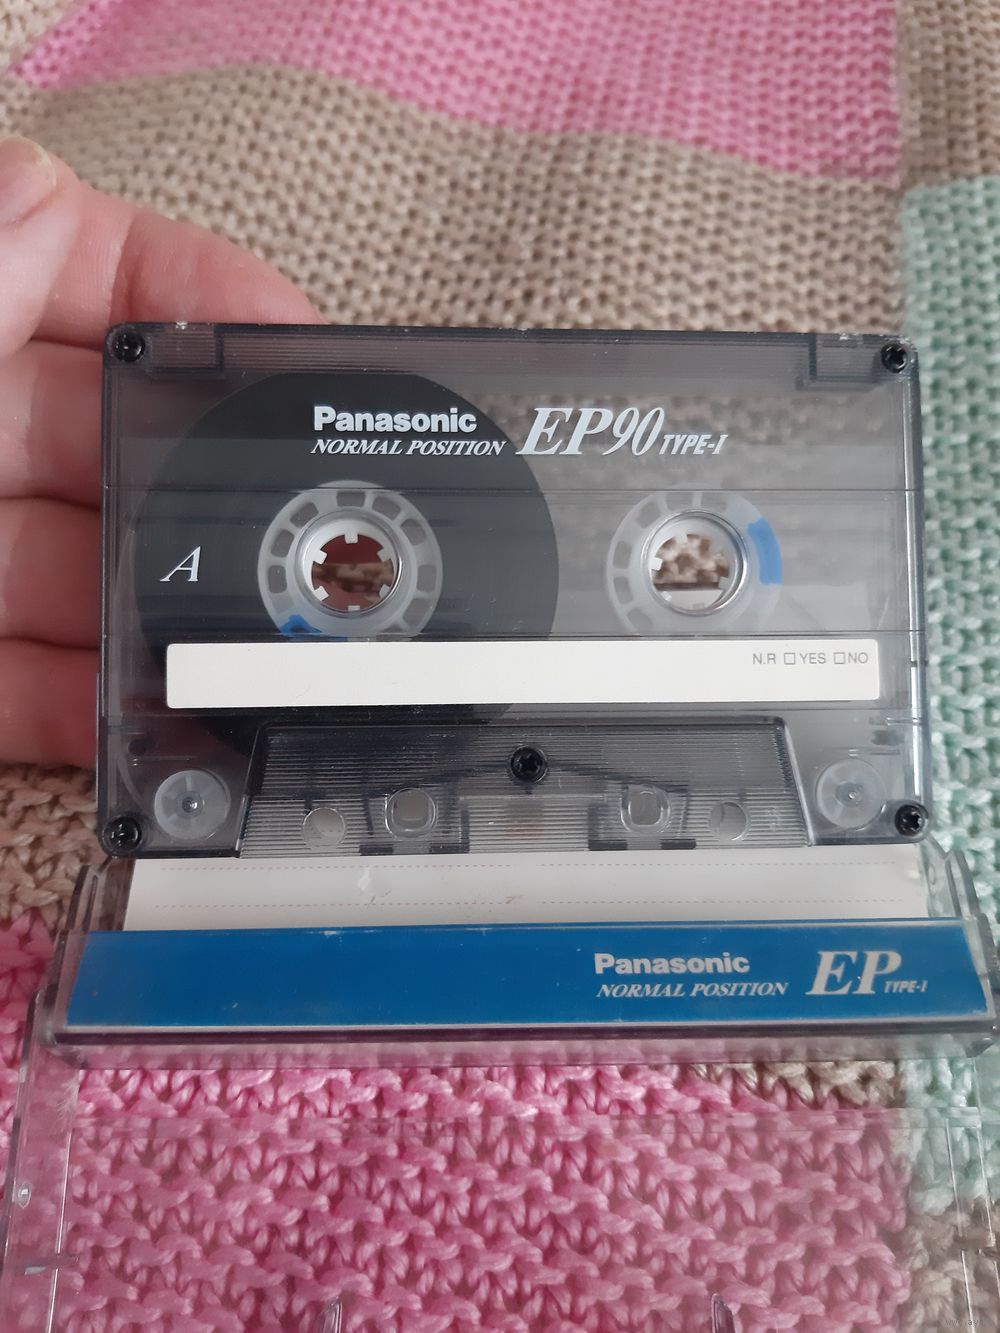 Panasonic EP90 TYPE-I
NORMAL POSITION
A
N.R □ YES □ NO
Panasonic EP TYPE-I
NORMAL POSITION